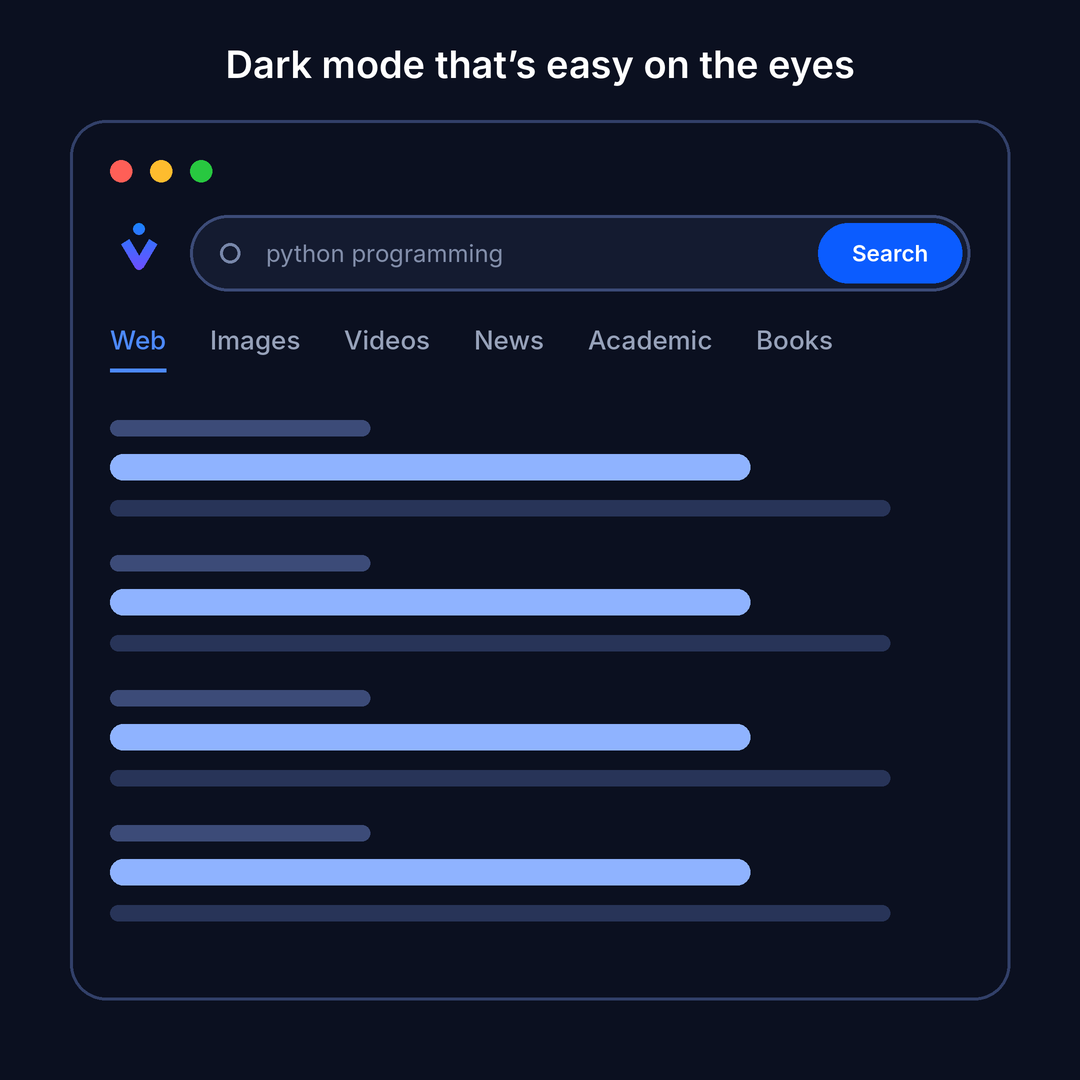 Dark mode that’s easy on the eyes
python programming
Search
Web Images Videos News Academic Books